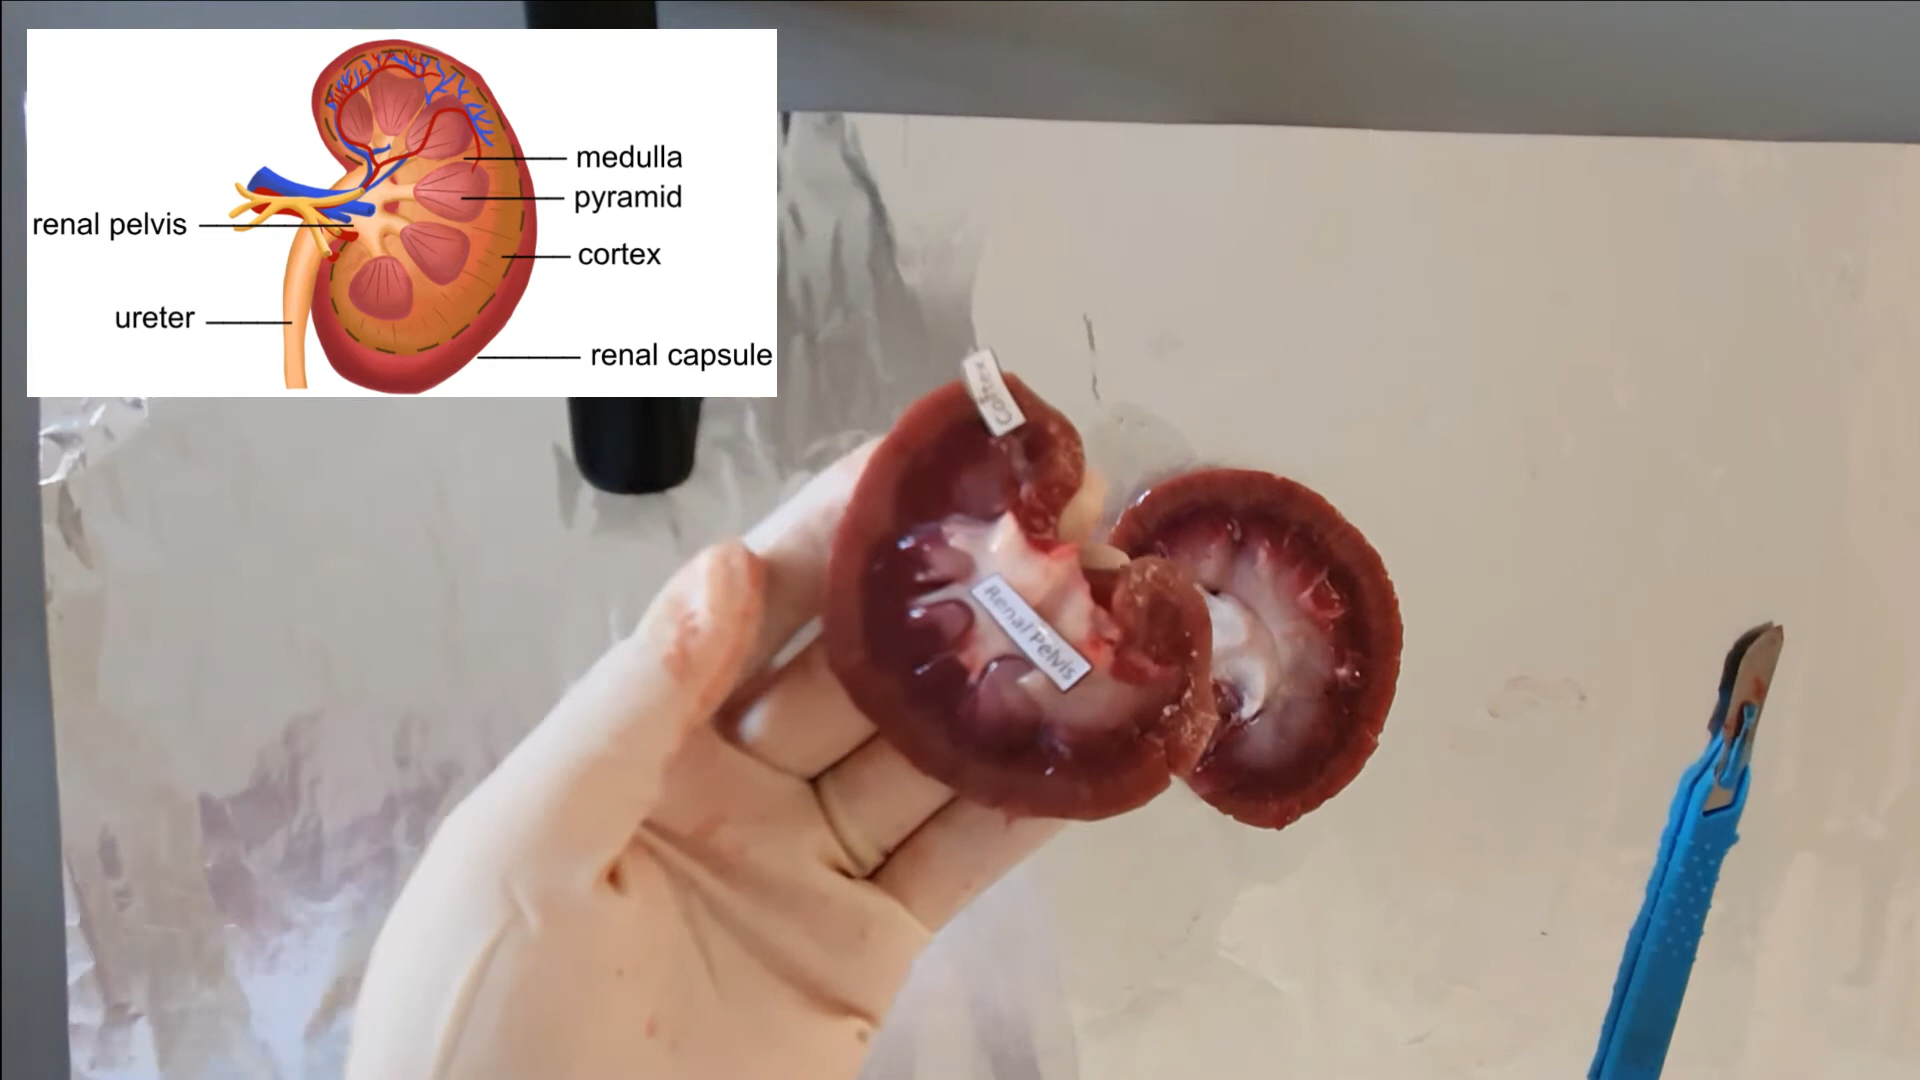 medulla
pyramid
renal pelvis
cortex
ureter
renal capsule
Cortex
Renal Pelvis